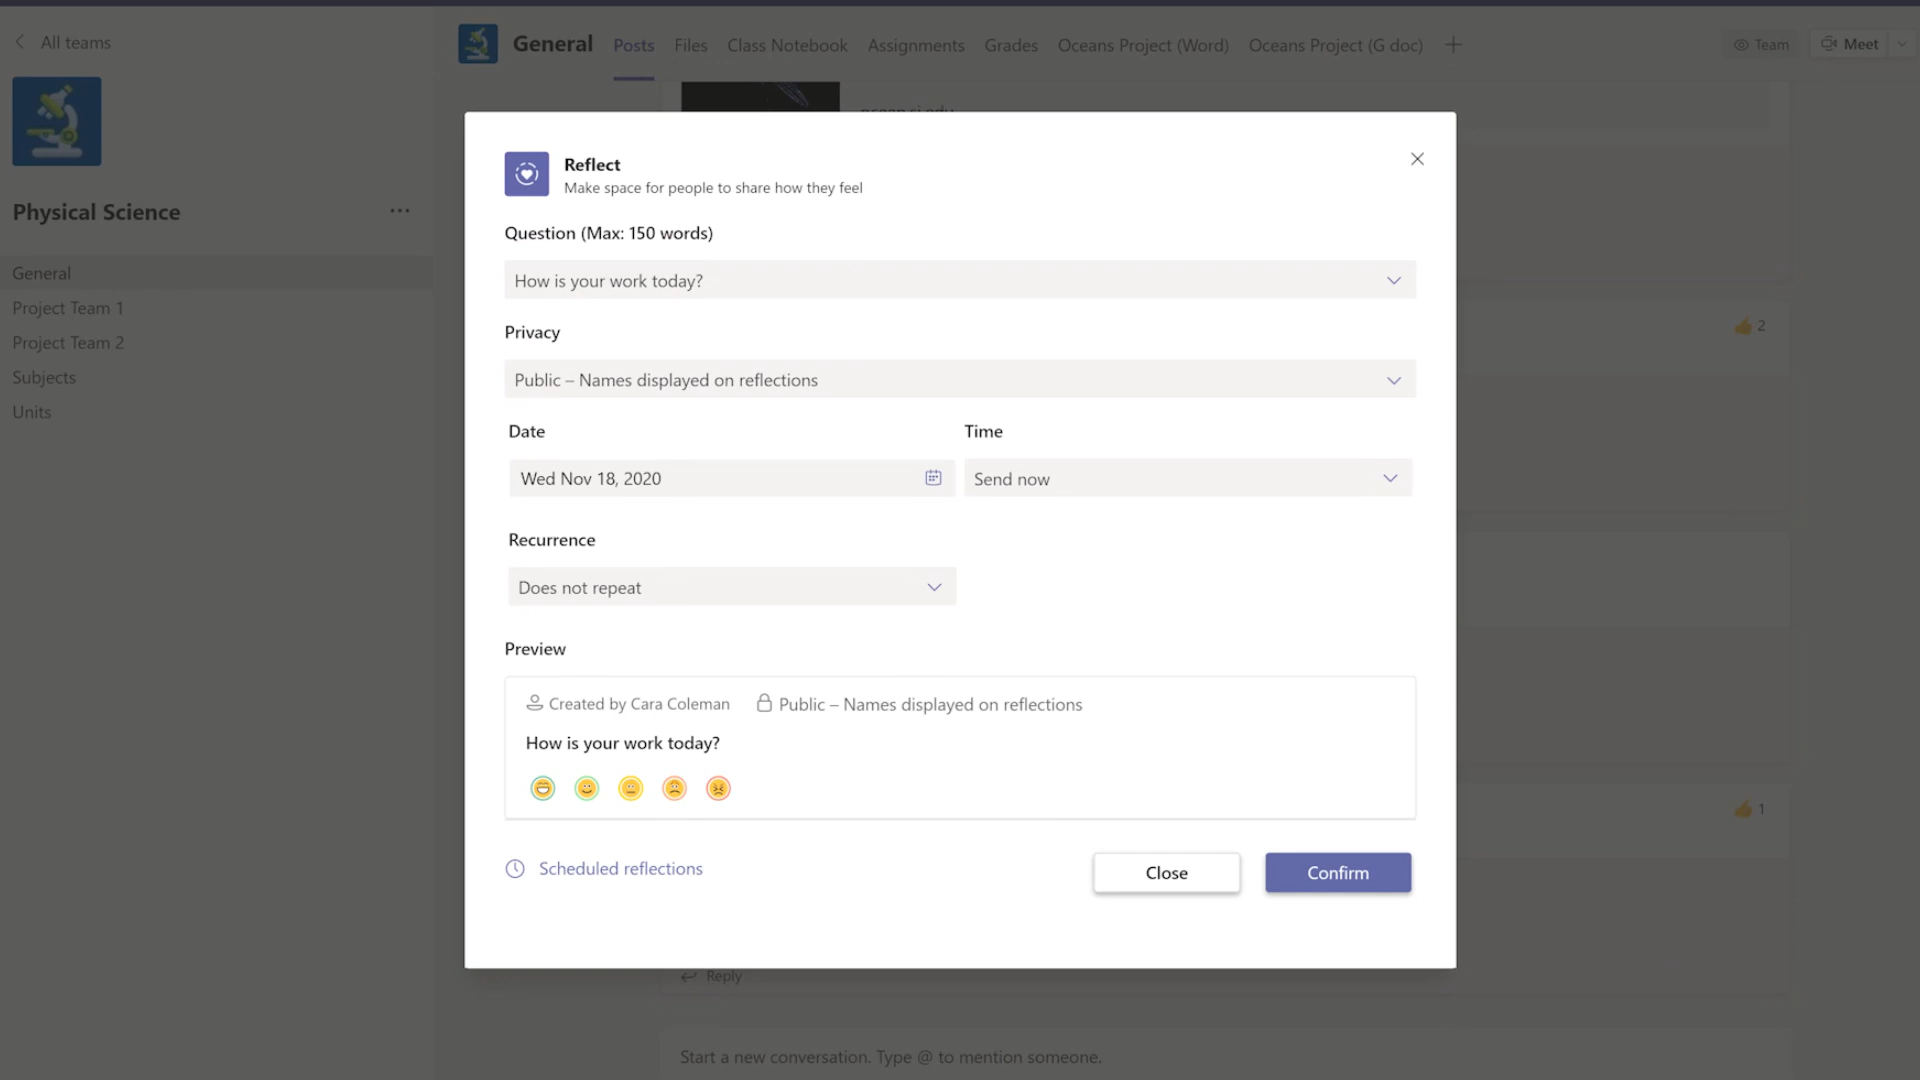 All teams
General
Posts
Files
Class Notebook
Assignments
Grades
Oceans Project (Word)
Oceans Project (G doc)
Team
Meet
Physical Science
General
Project Team 1
Project Team 2
Subjects
Units
Reflect
Make space for people to share how they feel
Question (Max: 150 words)
How is your work today?
Privacy
Public – Names displayed on reflections
Date
Time
Wed Nov 18, 2020
Send now
Recurrence
Does not repeat
Preview
Created by Cara Coleman
Public – Names displayed on reflections
How is your work today?
Scheduled reflections
Close
Confirm
2
1
Reply
Start a new conversation. Type @ to mention someone.